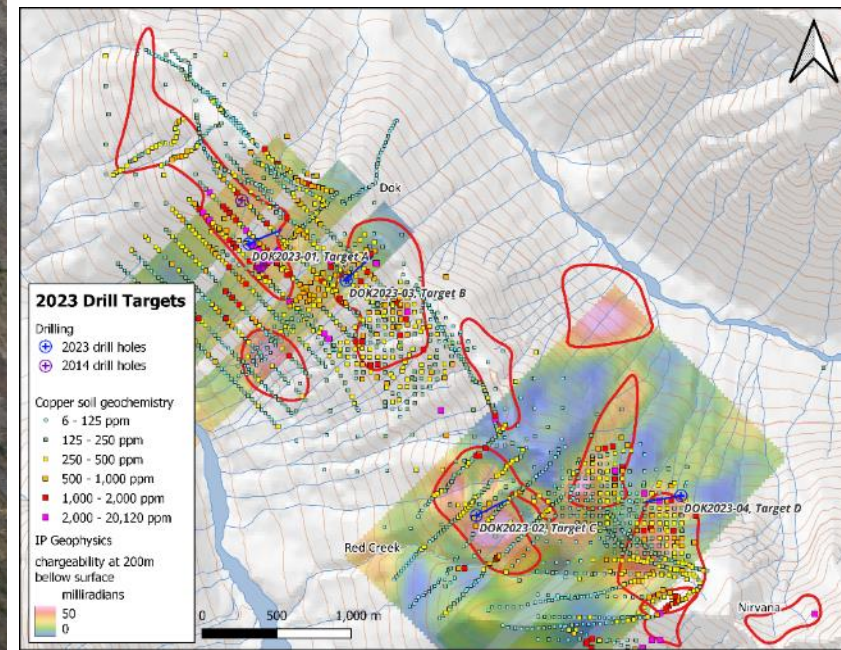 Dok
DOK2023-01, Target A
DOK2023-03, Target B
2023 Drill Targets
Drilling
2023 drill holes
2014 drill holes
Copper soil geochemistry
6 - 125 ppm
125 - 250 ppm
250 - 500 ppm
500 - 1,000 ppm
1,000 - 2,000 ppm
2,000 - 20,120 ppm
IP Geophysics
chargeability at 200m
bellow surface
milliradians
50
0
DOK2023-04, Target D
DOK2023-02, Target C
Red Creek
Nirvana
0 500 1,000 m